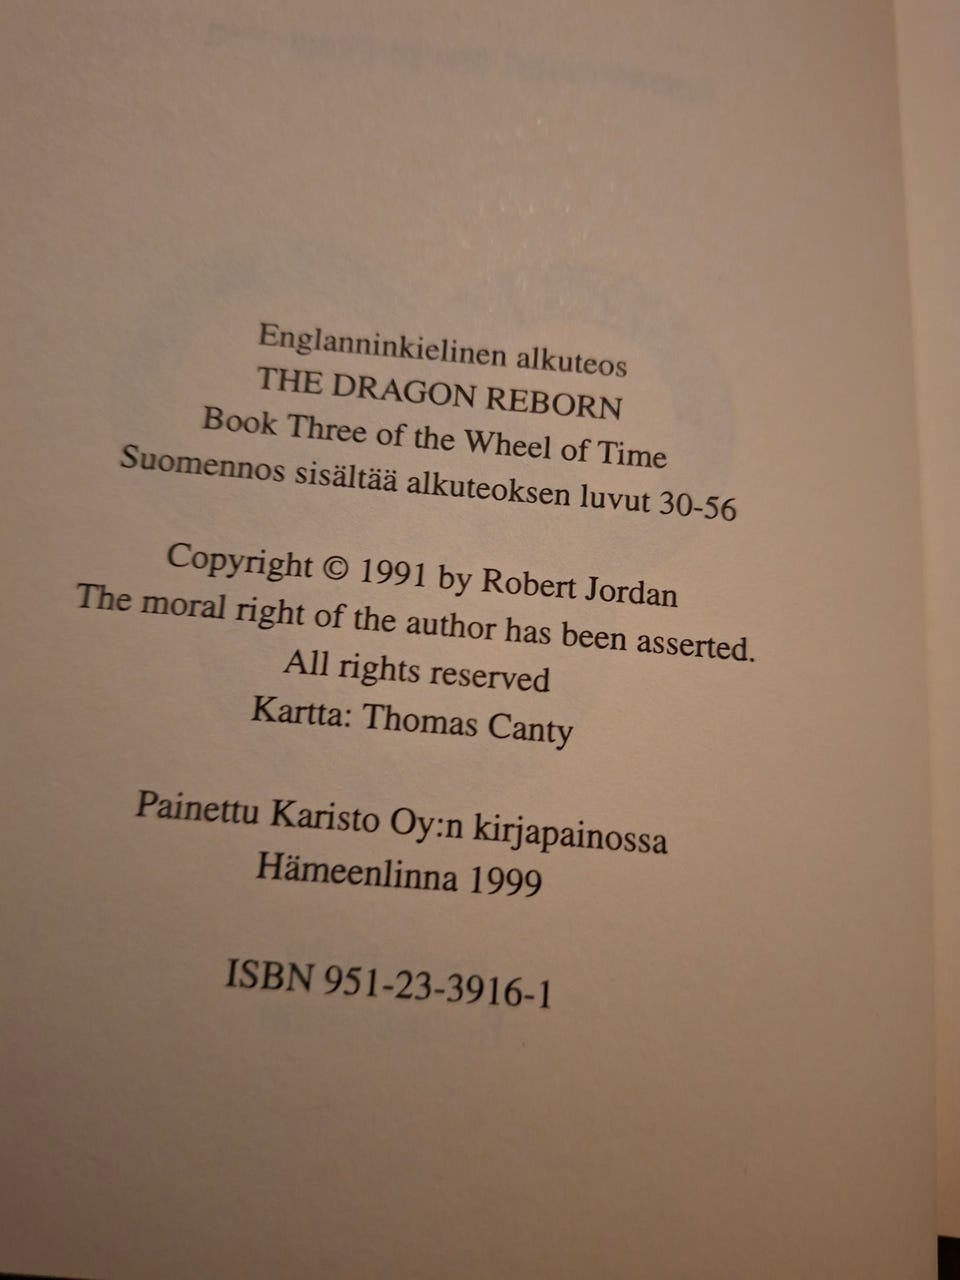 Englanninkielinen alkuteos
THE DRAGON REBORN
Book Three of the Wheel of Time
Suomennos sisältää alkuteoksen luvut 30-56
Copyright © 1991 by Robert Jordan
The moral right of the author has been asserted.
All rights reserved
Kartta: Thomas Canty
Painettu Karisto Oy:n kirjapainossa
Hämeenlinna 1999
ISBN 951-23-3916-1